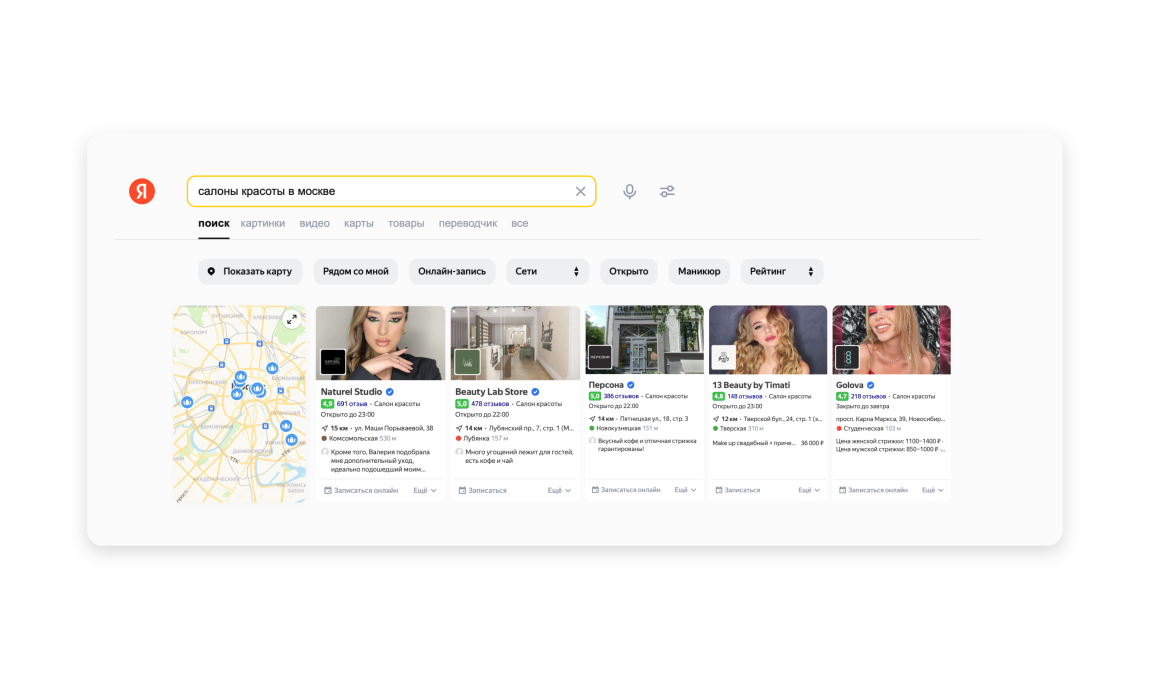 Я
салоны красоты в москве
поиск картинки видео карты товары переводчик все
Показать карту Рядом со мной Онлайн-запись Сети Открыто Маникюр Рейтинг
АЭРОПОРТ
ПЕРСОНА
Naturel Studio
4,9 691 отзыв · Салон красоты
Открыто до 23:00
15 км · ул. Маши Порываевой, 38
Комсомольская 530 м
Кроме того, Валерия подобрала
мне дополнительный уход,
идеально подошедший моим...
Записаться онлайн Ещё
Beauty Lab Store
5,0 478 отзывов · Салон красоты
Открыто до 22:00
14 км · Лубянский пр., 7, стр. 1 (М...
Лубянка 157 м
Много угощений лежит для гостей,
есть кофе и чай
Записаться Ещё
Персона
5,0 386 отзывов · Салон красоты
Открыто до 22:00
14 км · Пятницкая ул., 18, стр. 3
Новокузнецкая 151 м
Вкусный кофе и отличная стрижка
гарантированы!
Записаться онлайн Ещё
13 Beauty by Timati
4,8 148 отзывов · Салон красоты
Открыто до 23:00
12 км · Тверской бул., 24, стр. 1 (э...
Тверская 310 м
Make up свадебный + приче... 36 000 ₽
Записаться Ещё
Golova
4,7 218 отзывов · Салон красоты
Закрыто до завтра
просп. Карла Маркса, 39, Новосибир...
Студенческая 103 м
Цена женской стрижки: 1100–1400 ₽ ·
Цена мужской стрижки: 850–1000 ₽ ·...
Записаться онлайн Ещё